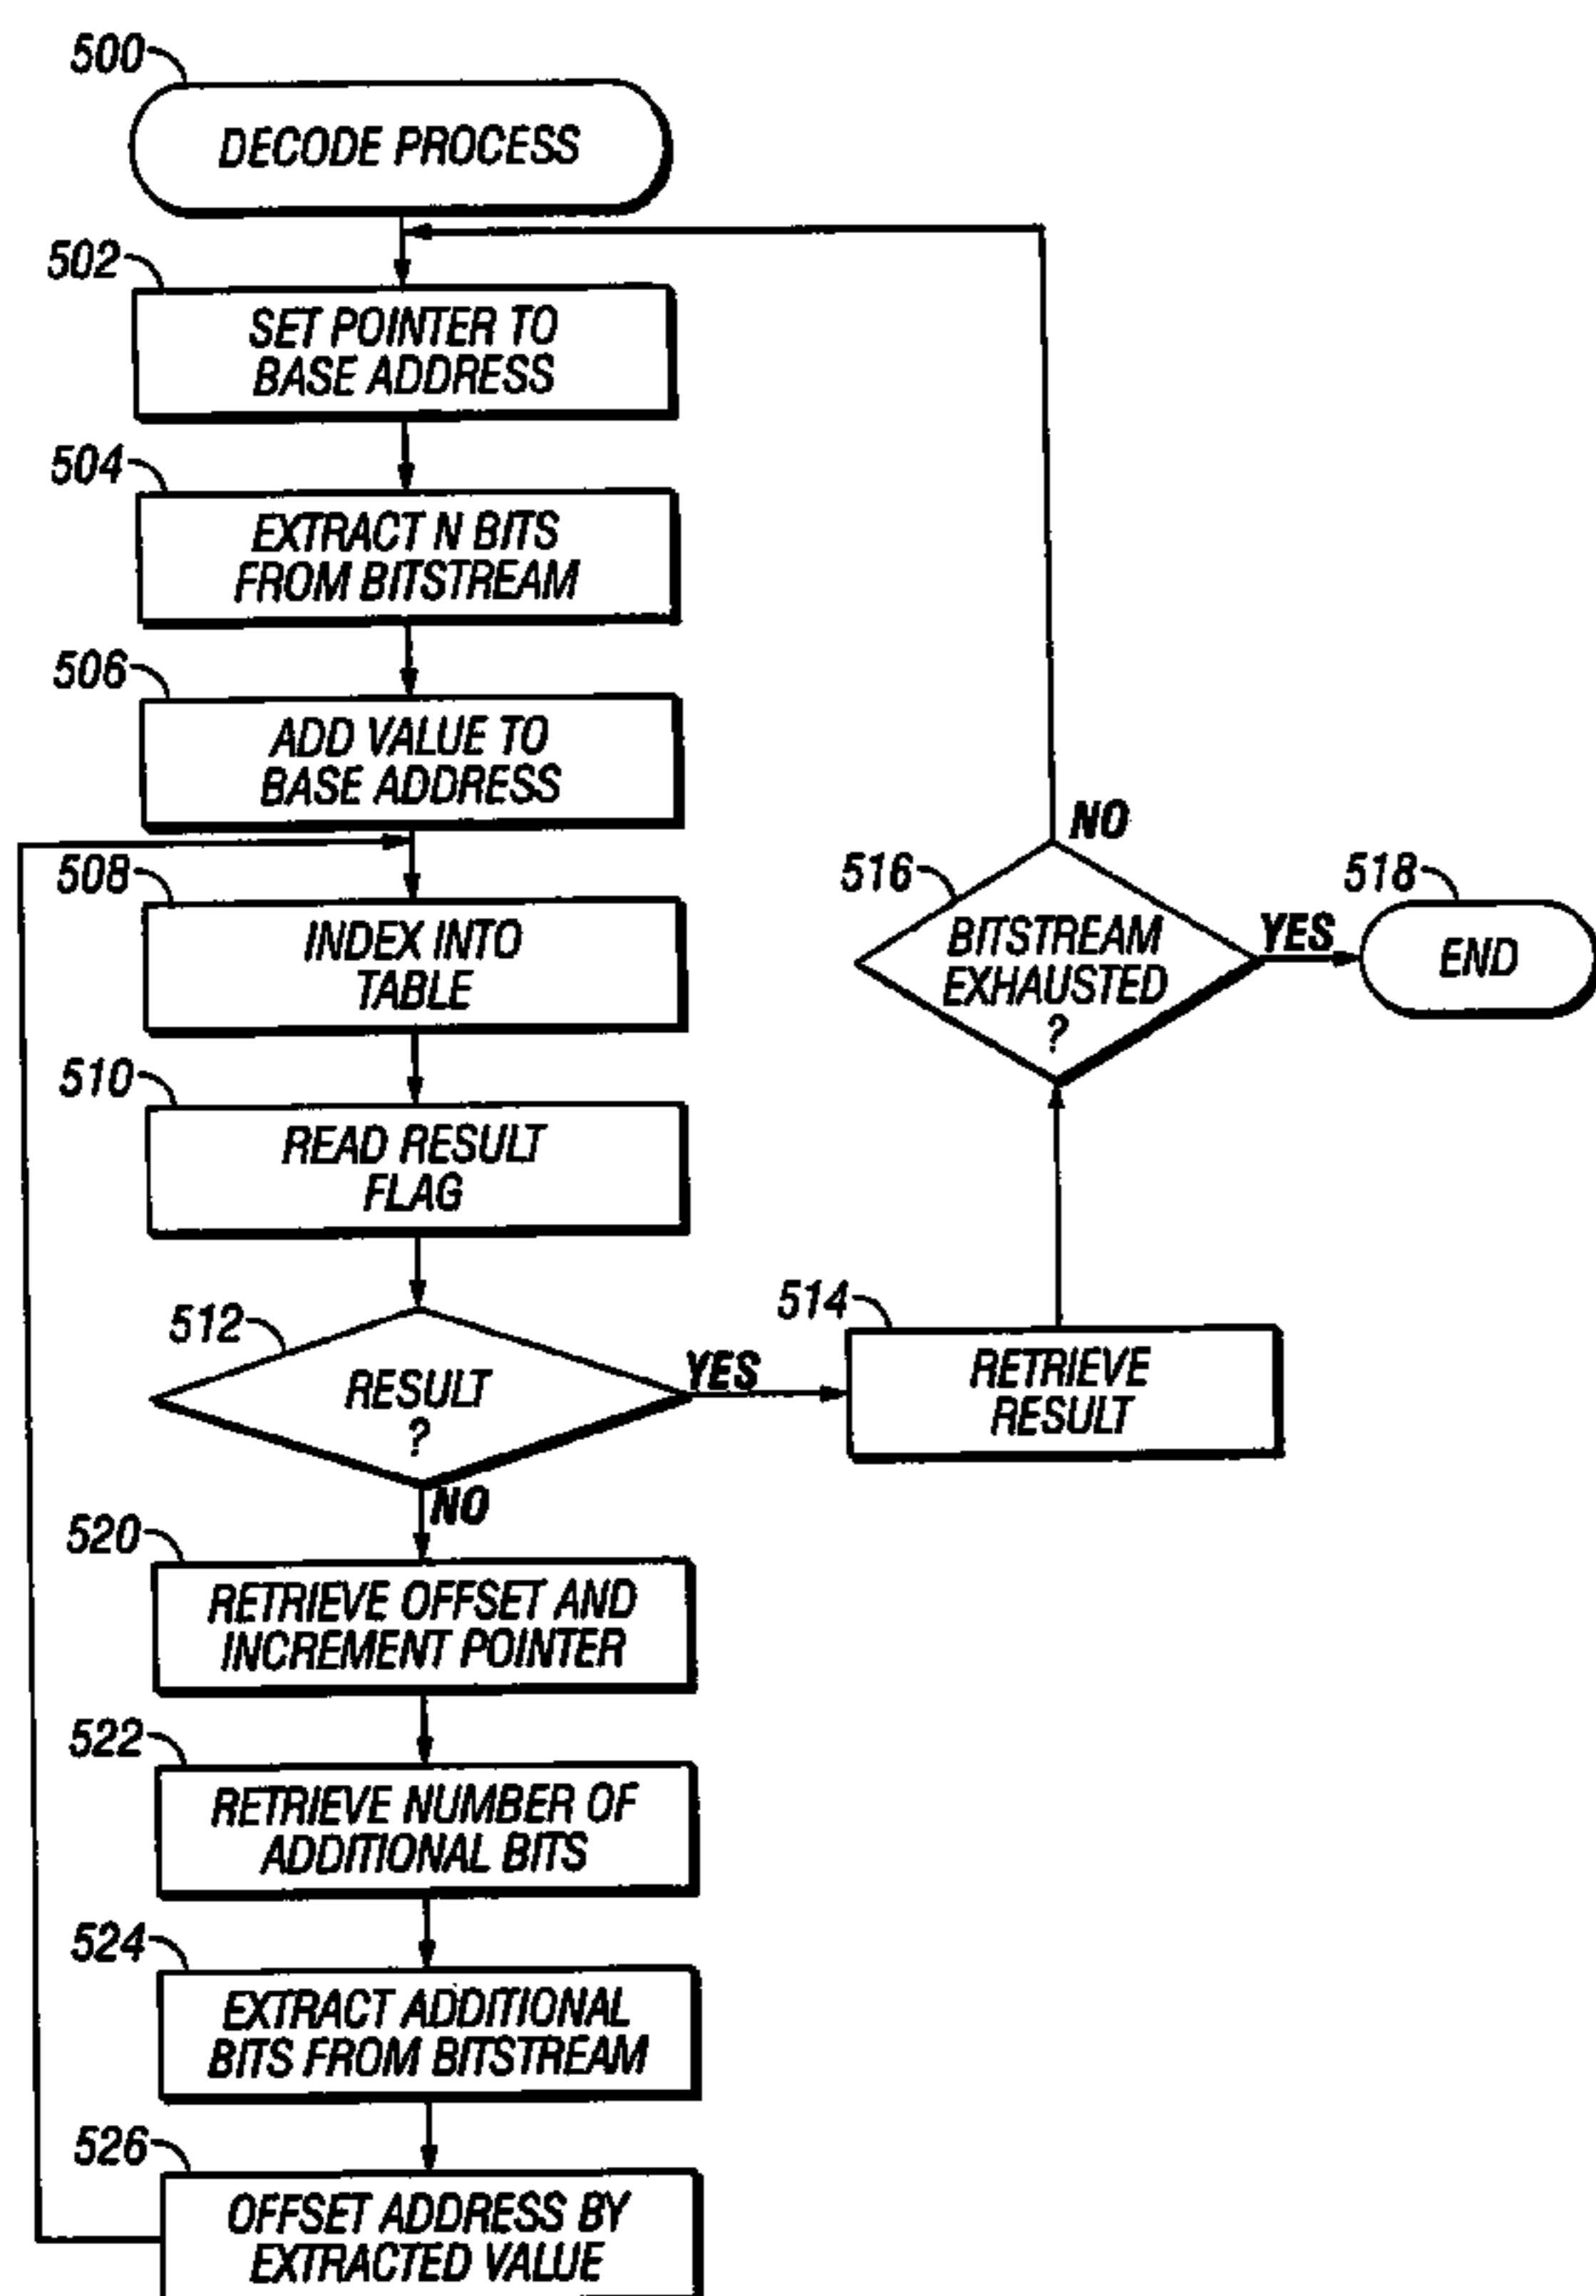 500
DECODE PROCESS
502
SET POINTER TO
BASE ADDRESS
504
EXTRACT N BITS
FROM BITSTREAM
506
ADD VALUE TO
BASE ADDRESS
508
INDEX INTO
TABLE
510
READ RESULT
FLAG
512
RESULT
?
YES
514
RETRIEVE
RESULT
516
BITSTREAM
EXHAUSTED
?
NO
YES
518
END
NO
520
RETRIEVE OFFSET AND
INCREMENT POINTER
522
RETRIEVE NUMBER OF
ADDITIONAL BITS
524
EXTRACT ADDITIONAL
BITS FROM BITSTREAM
526
OFFSET ADDRESS BY
EXTRACTED VALUE